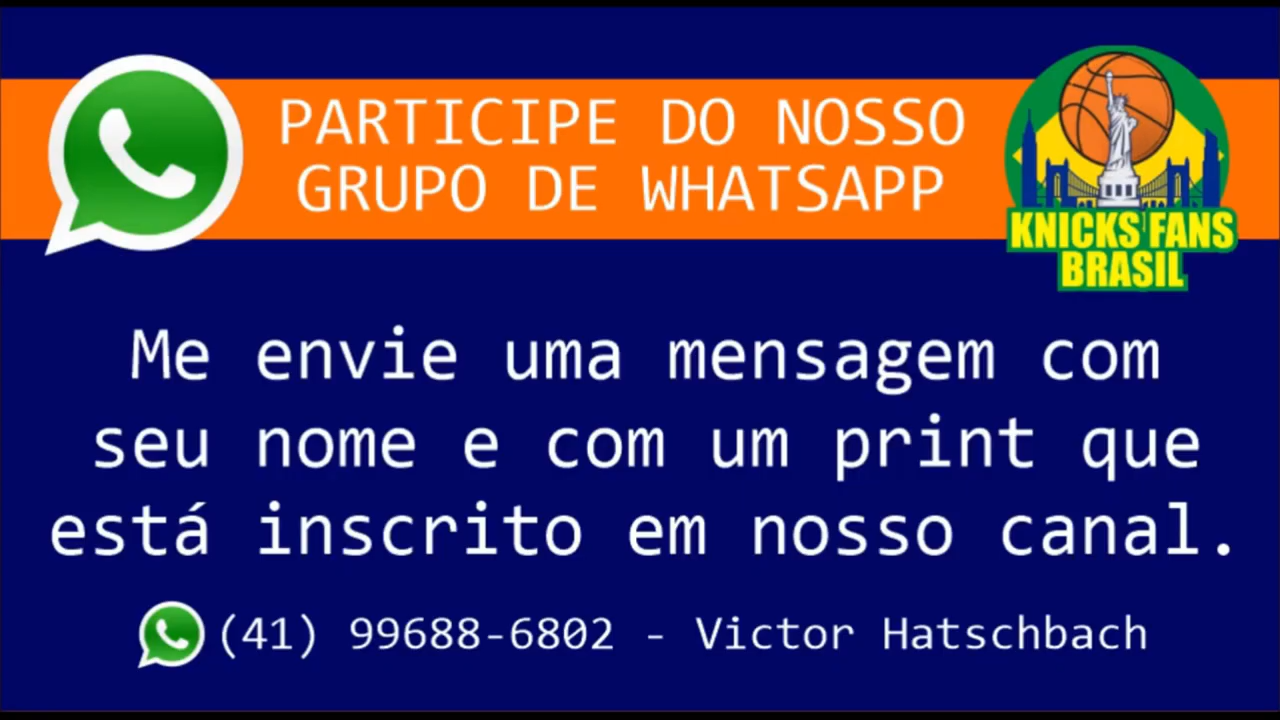 PARTICIPE DO NOSSO
GRUPO DE WHATSAPP
KNICKS FANS
BRASIL
Me envie uma mensagem com
seu nome e com um print que
está inscrito em nosso canal.
(41) 99688-6802 - Victor Hatschbach